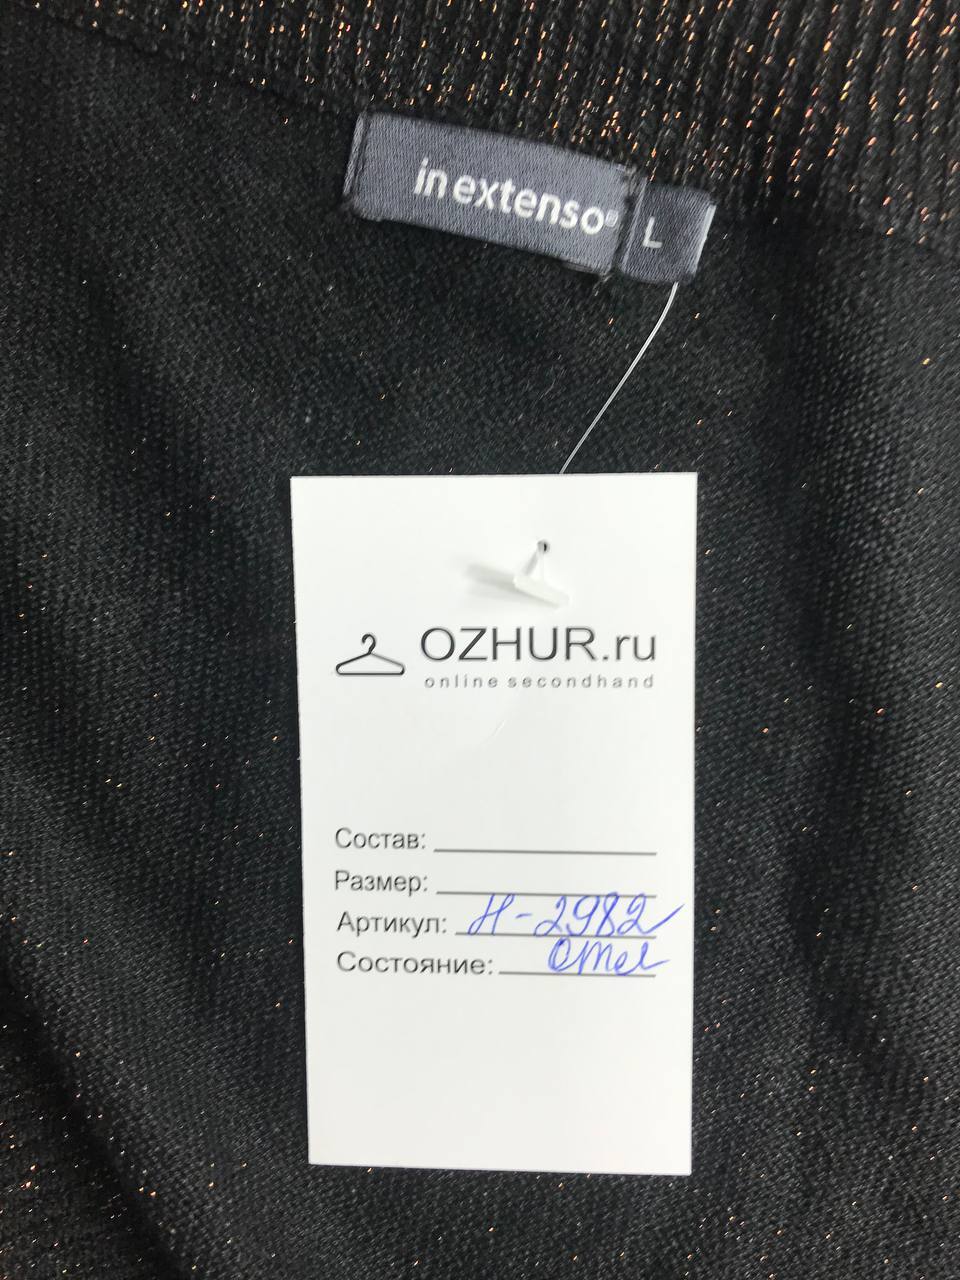 in extenso® L
OZHUR.ru
online secondhand
Состав:
Размер:
Артикул: Н-2982
Состояние: отл